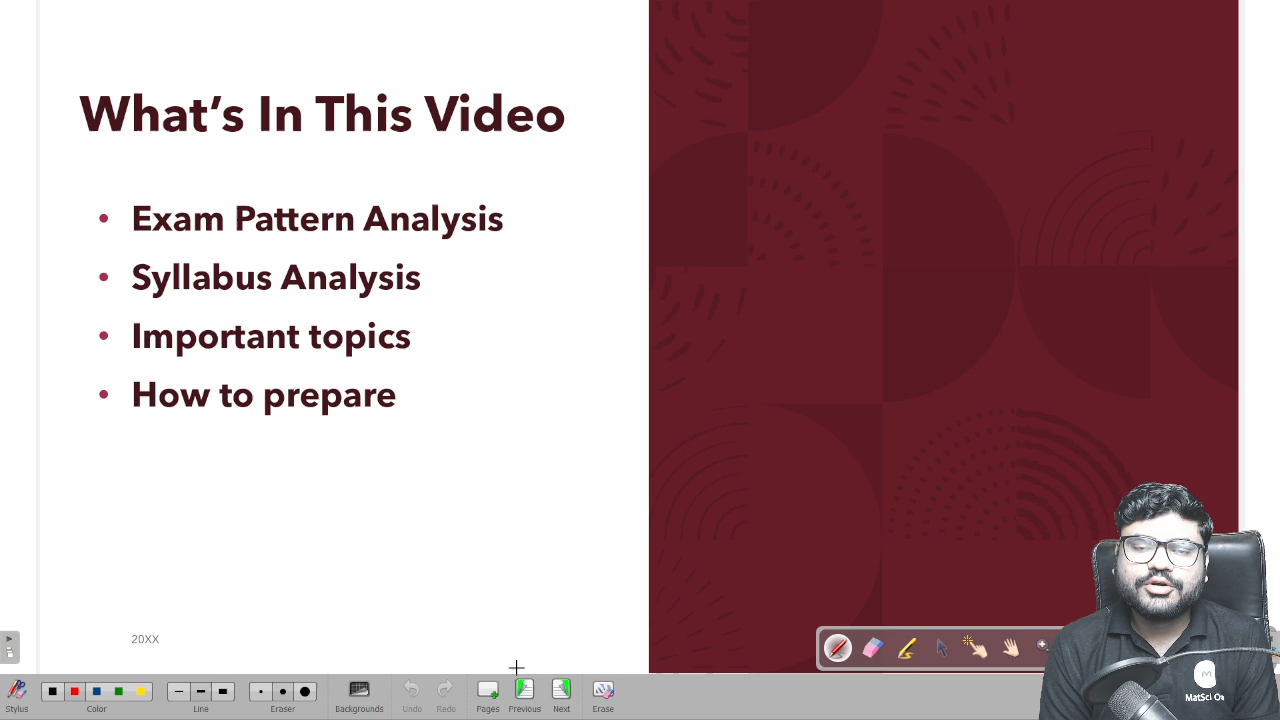 What's In This Video
• Exam Pattern Analysis
• Syllabus Analysis
• Important topics
• How to prepare
20XX
MatSci
Stylus
Color
Line
Eraser
Backgrounds
Undo
Redo
Pages
Previous
Next
Erase